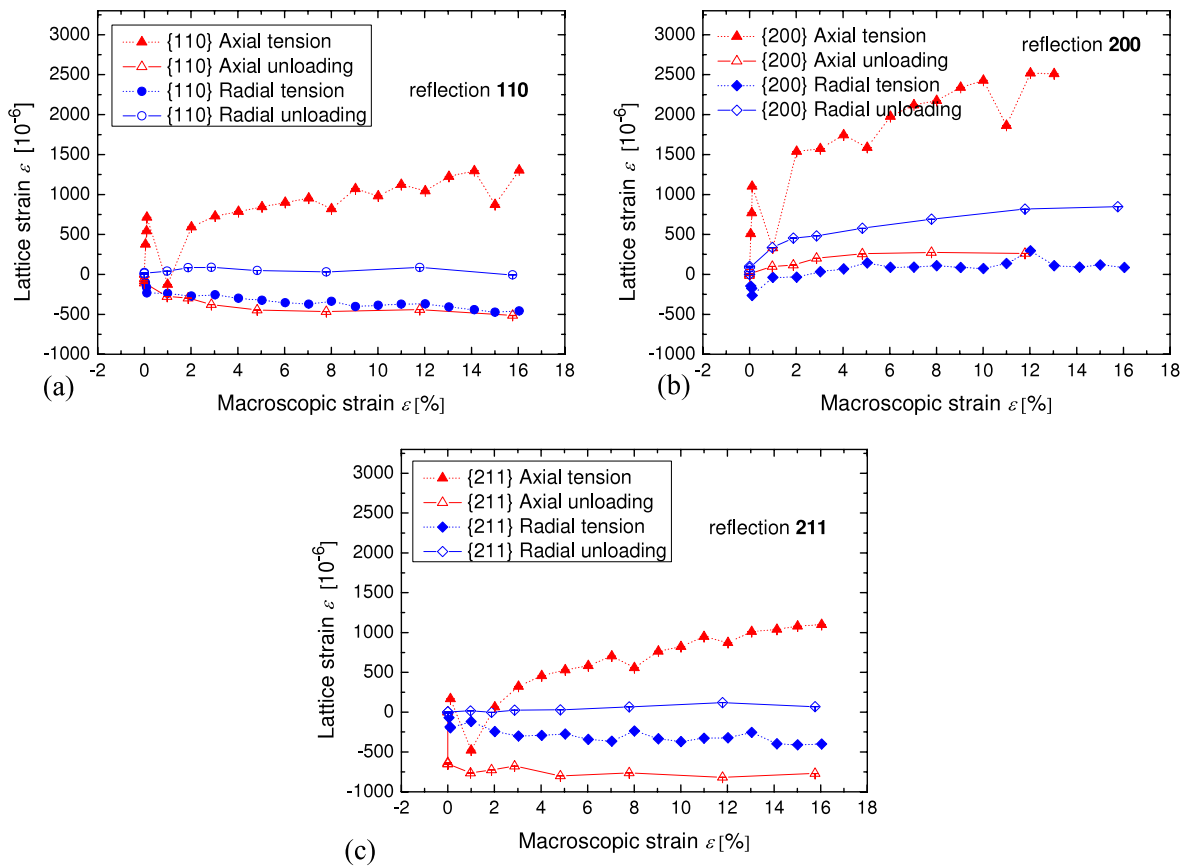 3300
3000
2500
2000
1500
1000
500
0
-500
-1000
Lattice strain ε [10⁻⁶]
{110} Axial tension
{110} Axial unloading
{110} Radial tension
{110} Radial unloading
reflection 110
-2 0 2 4 6 8 10 12 14 16 18
Macroscopic strain ε [%]
(a)
3000
2500
2000
1500
1000
500
0
-500
-1000
Lattice strain ε [10⁻⁶]
{200} Axial tension
{200} Axial unloading
{200} Radial tension
{200} Radial unloading
reflection 200
-2 0 2 4 6 8 10 12 14 16 18
Macroscopic strain ε [%]
(b)
3000
2500
2000
1500
1000
500
0
-500
-1000
Lattice strain ε [10⁻⁶]
{211} Axial tension
{211} Axial unloading
{211} Radial tension
{211} Radial unloading
reflection 211
-2 0 2 4 6 8 10 12 14 16 18
Macroscopic strain ε [%]
(c)